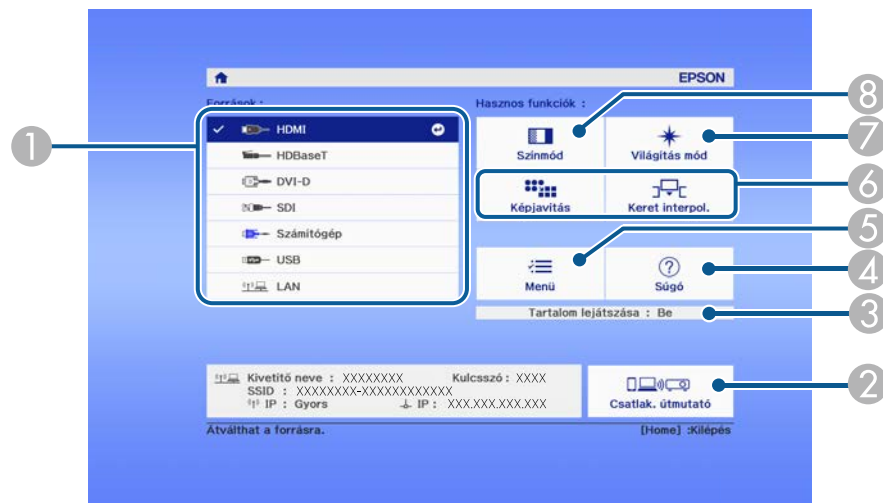 EPSON
Források :
Hasznos funkciók :
HDMI
HDBaseT
DVI-D
SDI
Számítógép
USB
LAN
Színmód
Világítás mód
Képjavítás
Keret interpol.
Menü
Súgó
Tartalom lejátszása : Be
Kivetítő neve : XXXXXXXX Kulcsszó : XXXX
SSID : XXXXXXXX-XXXXXXXXXXXX
IP : Gyors IP : XXX.XXX.XXX.XXX
Csatlak. útmutató
Átválthat a forrásra.
[Home] :Kilépés
1
8
7
6
5
4
3
2